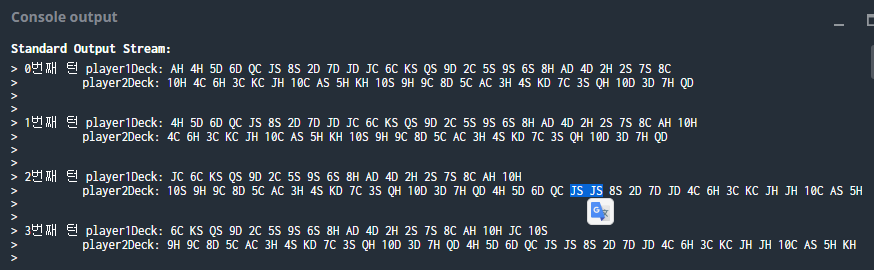 Console output
Standard Output Stream:
> 0번째 턴 player1Deck: AH 4H 5D 6D QC JS 8S 2D 7D JD JC 6C KS QS 9D 2C 5S 9S 6S 8H AD 4D 2H 2S 7S 8C
> player2Deck: 10H 4C 6H 3C KC JH 10C AS 5H KH 10S 9H 9C 8D 5C AC 3H 4S KD 7C 3S QH 10D 3D 7H QD
>
>
> 1번째 턴 player1Deck: 4H 5D 6D QC JS 8S 2D 7D JD JC 6C KS QS 9D 2C 5S 9S 6S 8H AD 4D 2H 2S 7S 8C AH 10H
> player2Deck: 4C 6H 3C KC JH 10C AS 5H KH 10S 9H 9C 8D 5C AC 3H 4S KD 7C 3S QH 10D 3D 7H QD
>
>
> 2번째 턴 player1Deck: JC 6C KS QS 9D 2C 5S 9S 6S 8H AD 4D 2H 2S 7S 8C AH 10H
> player2Deck: 10S 9H 9C 8D 5C AC 3H 4S KD 7C 3S QH 10D 3D 7H QD 4H 5D 6D QC JS JS 8S 2D 7D JD 4C 6H 3C KC JH JH 10C AS 5H
>
>
> 3번째 턴 player1Deck: 6C KS QS 9D 2C 5S 9S 6S 8H AD 4D 2H 2S 7S 8C AH 10H JC 10S
> player2Deck: 9H 9C 8D 5C AC 3H 4S KD 7C 3S QH 10D 3D 7H QD 4H 5D 6D QC JS JS 8S 2D 7D JD 4C 6H 3C KC JH JH 10C AS 5H KH
>